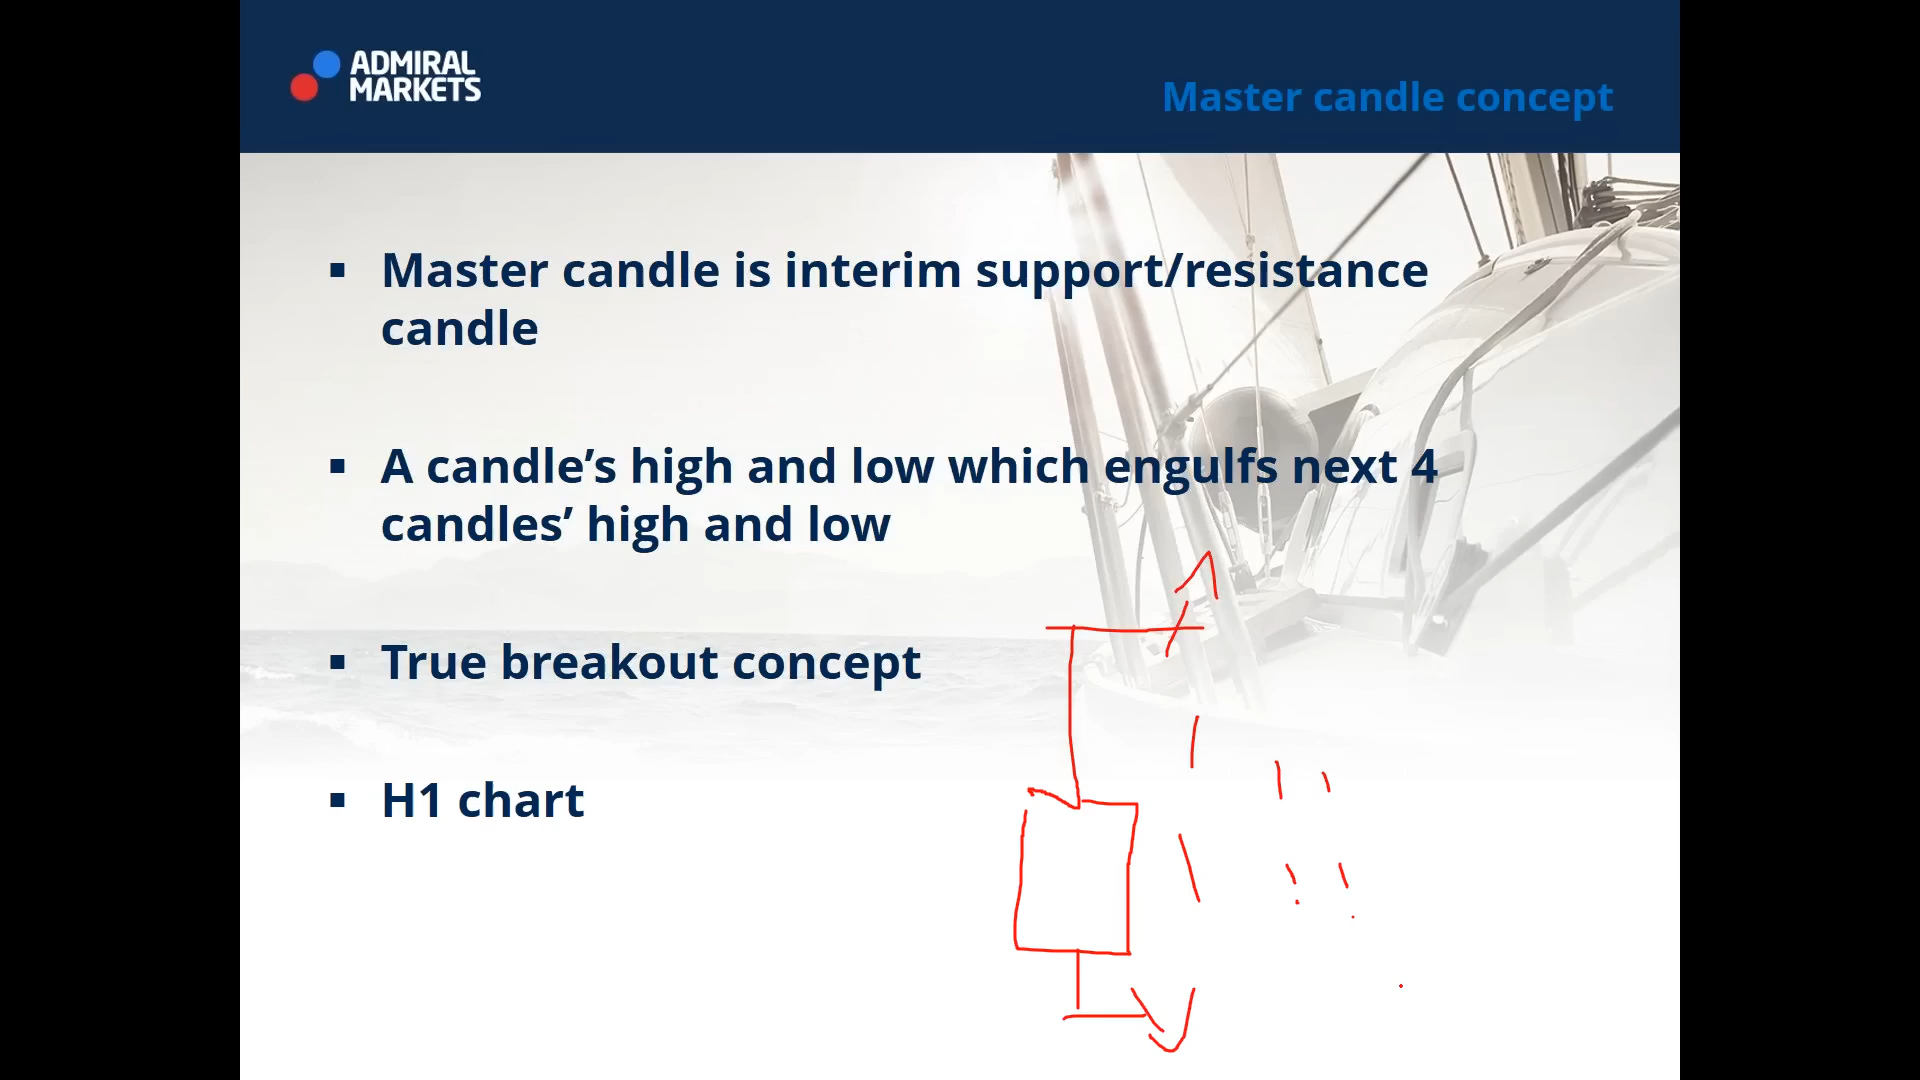 ADMIRAL
MARKETS
Master candle concept
▪ Master candle is interim support/resistance
candle
▪ A candle’s high and low which engulfs next 4
candles’ high and low
▪ True breakout concept
▪ H1 chart